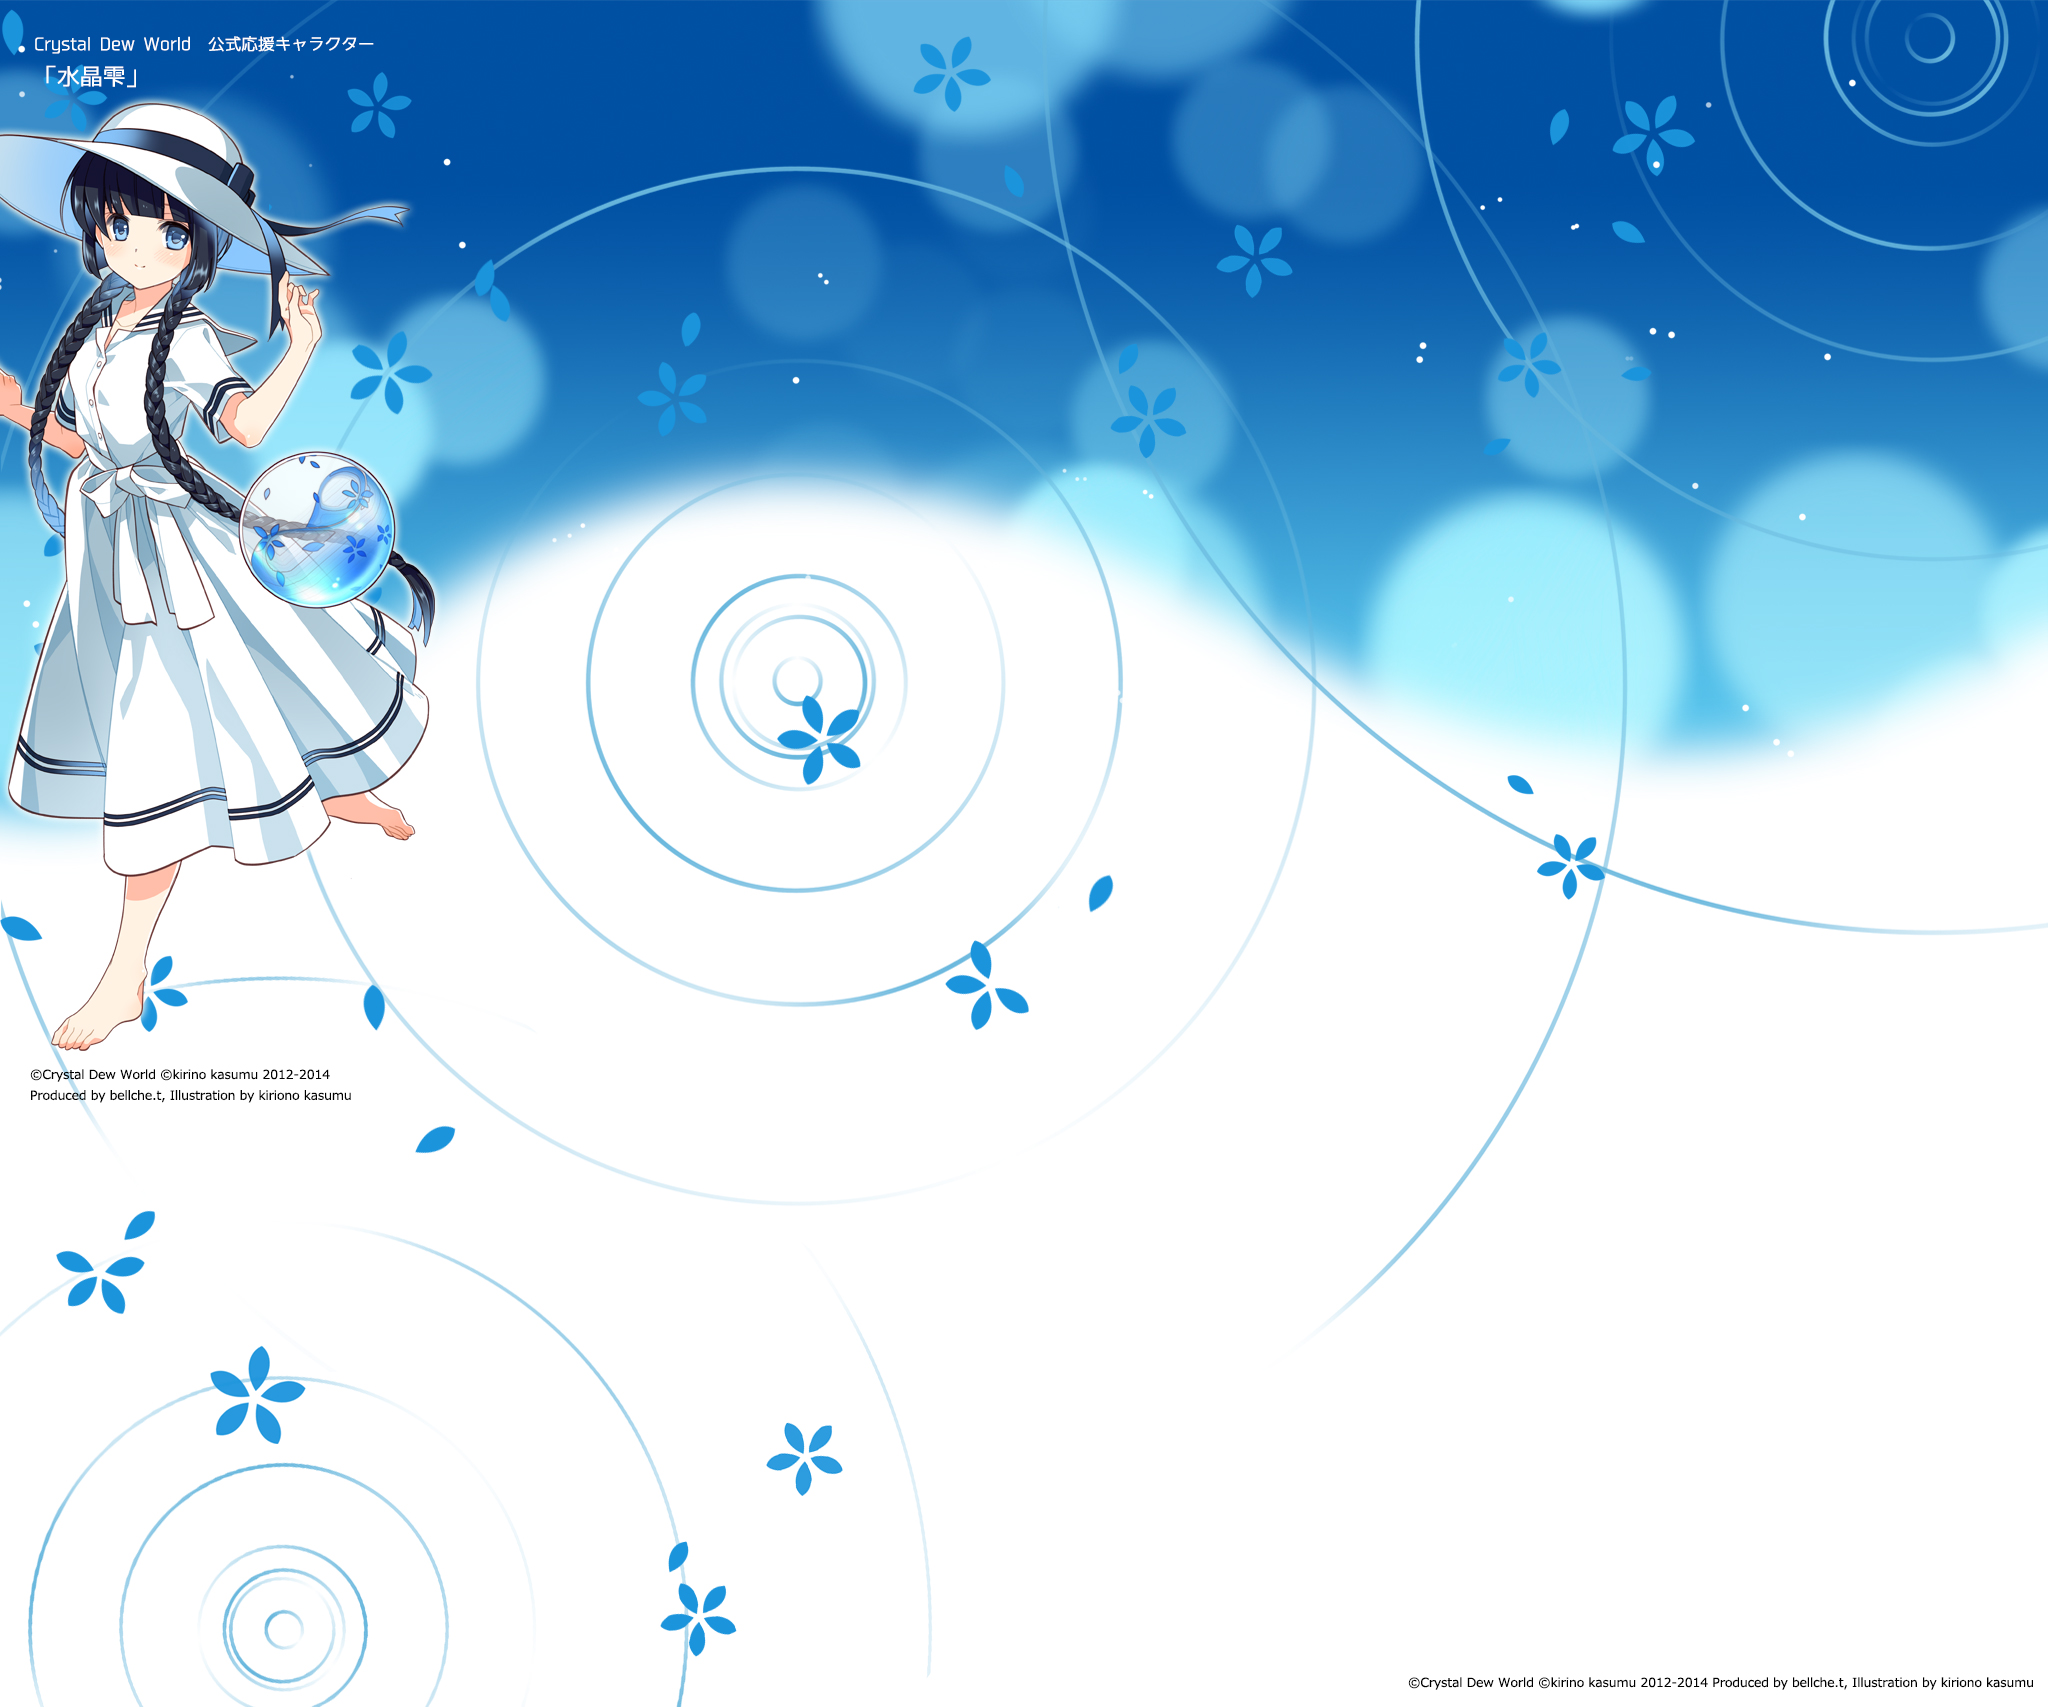 Crystal Dew World　公式応援キャラクター
「水晶雫」
©Crystal Dew World ©kirino kasumu 2012-2014
Produced by bellche.t, Illustration by kiriono kasumu
©Crystal Dew World ©kirino kasumu 2012-2014 Produced by bellche.t, Illustration by kiriono kasumu